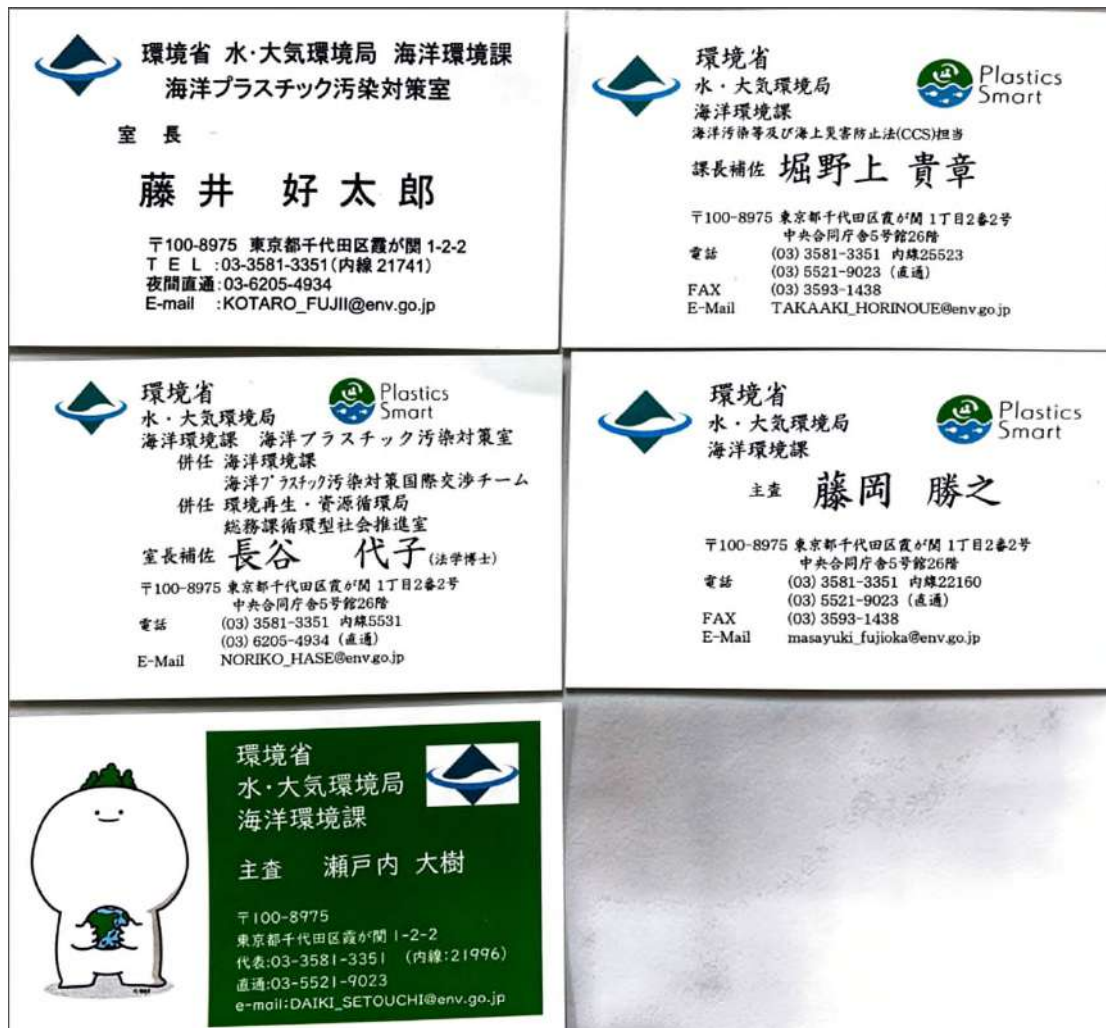 環境省 水・大気環境局 海洋環境課
海洋プラスチック汚染対策室
室 長
藤 井 好 太 郎
〒100-8975 東京都千代田区霞が関 1-2-2
T E L :03-3581-3351(内線 21741)
夜間直通:03-6205-4934
E-mail :KOTARO_FUJII@env.go.jp
環境省
水・大気環境局
海洋環境課
海洋汚染等及び海上災害防止法(CCS)担当
Plastics
Smart
課長補佐 堀野上 貴章
〒100-8975 東京都千代田区霞が関 1丁目2番2号
中央合同庁舎5号館26階
電話 (03) 3581-3351 内線25523
(03) 5521-9023 (直通)
FAX (03) 3593-1438
E-Mail TAKAAKI_HORINOUE@env.go.jp
環境省
水・大気環境局
Plastics
Smart
海洋環境課 海洋プラスチック汚染対策室
併任 海洋環境課
海洋プラスチック汚染対策国際交渉チーム
併任 環境再生・資源循環局
総務課循環型社会推進室
室長補佐 長谷 代子 (法学博士)
〒100-8975 東京都千代田区霞が関 1丁目2番2号
中央合同庁舎5号館26階
電話 (03) 3581-3351 内線5531
(03) 6205-4934 (直通)
E-Mail NORIKO_HASE@env.go.jp
環境省
水・大気環境局
海洋環境課
Plastics
Smart
主査 藤岡 勝之
〒100-8975 東京都千代田区霞が関 1丁目2番2号
中央合同庁舎5号館26階
電話 (03) 3581-3351 内線22160
(03) 5521-9023 (直通)
FAX (03) 3593-1438
E-Mail masayuki_fujioka@env.go.jp
環境省
水・大気環境局
海洋環境課
主査 瀬戸内 大樹
〒100-8975
東京都千代田区霞が関 1-2-2
代表:03-3581-3351 (内線:21996)
直通:03-5521-9023
e-mail:DAIKI_SETOUCHI@env.go.jp